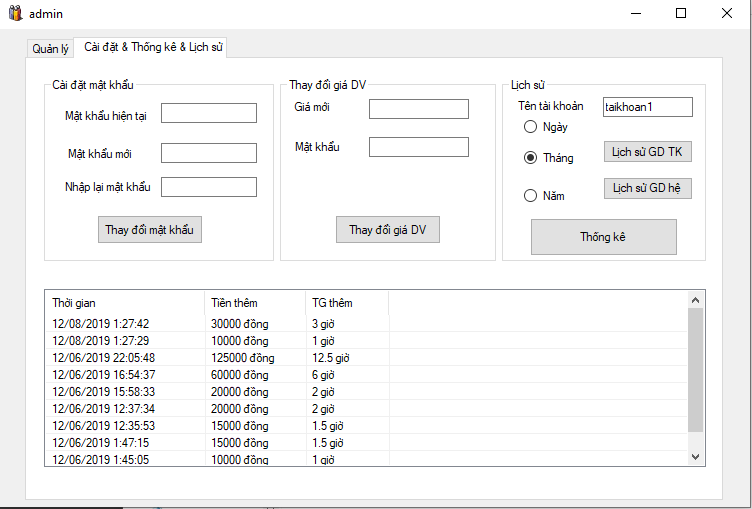 admin
Quản lý
Cài đặt & Thống kê & Lịch sử
Cài đặt mật khẩu
Mật khẩu hiện tại
Mật khẩu mới
Nhập lại mật khẩu
Thay đổi mật khẩu
Thay đổi giá DV
Giá mới
Mật khẩu
Thay đổi giá DV
Lịch sử
Tên tài khoản taikhoan1
Ngày
Tháng
Năm
Lịch sử GD TK
Lịch sử GD hệ
Thống kê
Thời gian Tiền thêm TG thêm
12/08/2019 1:27:42 30000 đồng 3 giờ
12/08/2019 1:27:29 10000 đồng 1 giờ
12/06/2019 22:05:48 125000 đồng 12.5 giờ
12/06/2019 16:54:37 60000 đồng 6 giờ
12/06/2019 15:58:33 20000 đồng 2 giờ
12/06/2019 12:37:34 20000 đồng 2 giờ
12/06/2019 12:35:53 15000 đồng 1.5 giờ
12/06/2019 1:47:15 15000 đồng 1.5 giờ
12/06/2019 1:45:05 10000 đồng 1 giờ